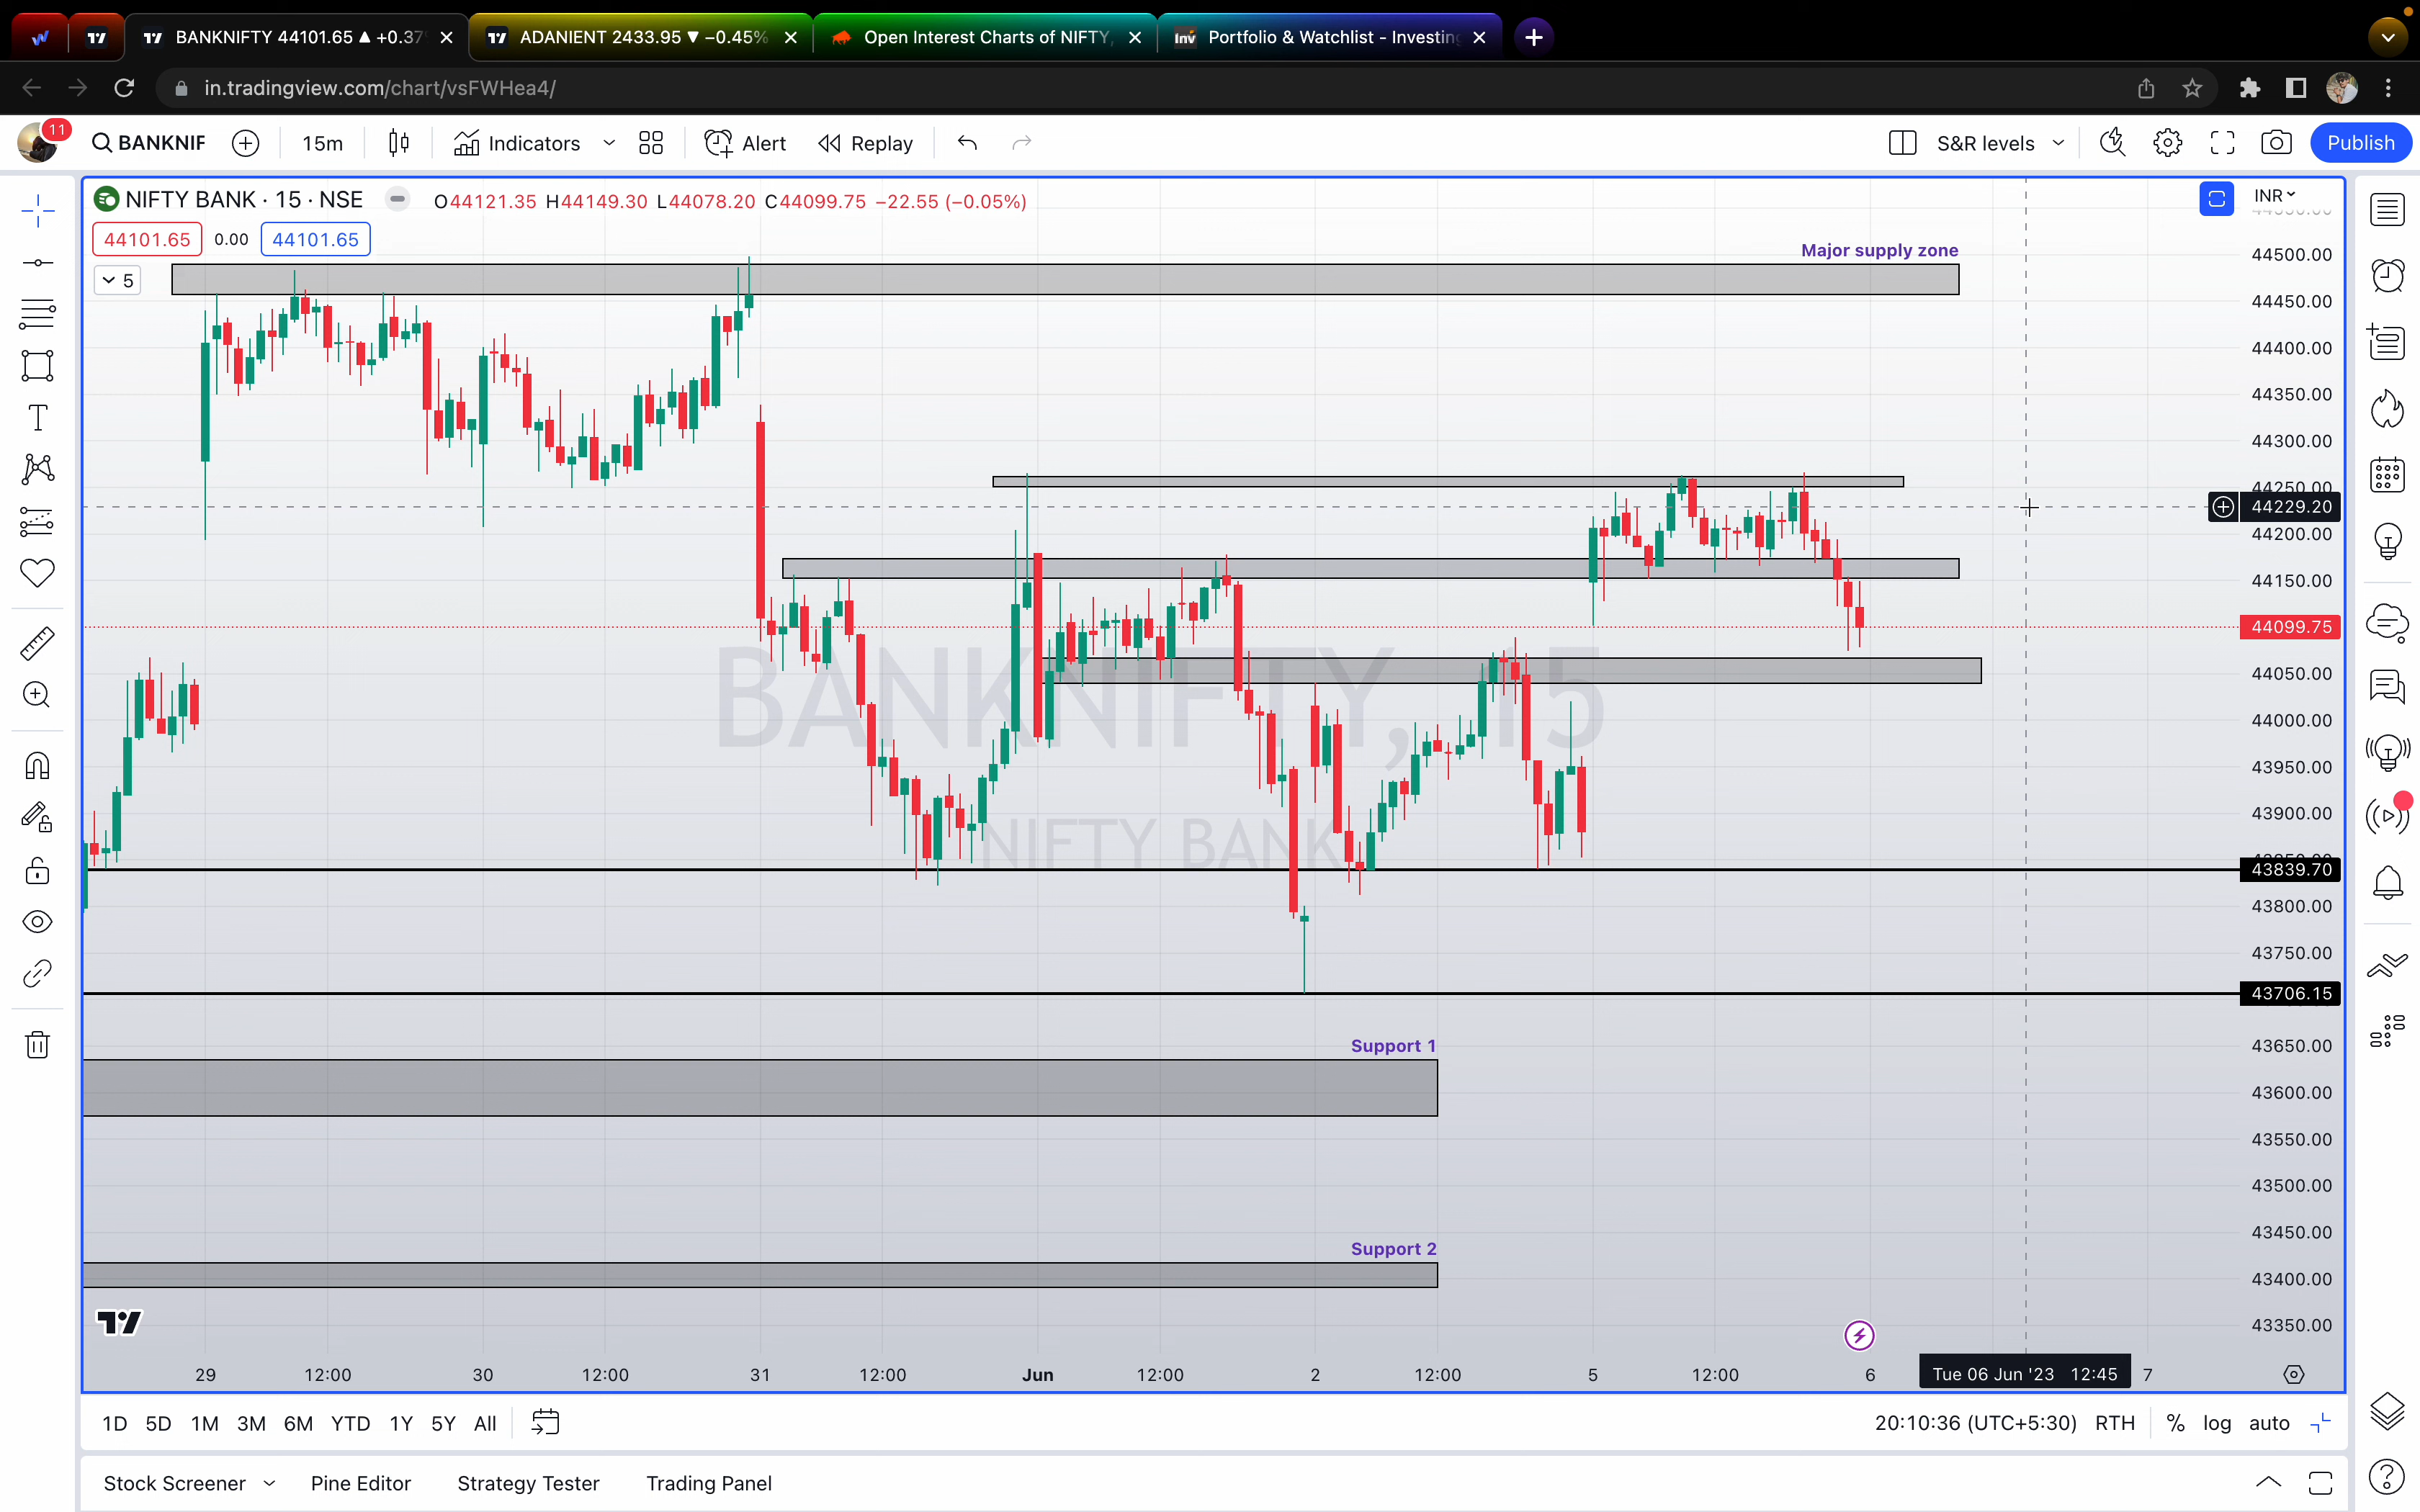 BANKNIFTY 44101.65 ▲ +0.37
ADANIENT 2433.95 ▼ −0.45%
Open Interest Charts of NIFTY,
Inv Portfolio & Watchlist - Investing
in.tradingview.com/chart/vsFWHea4/
11
BANKNIF
15m
Indicators
Alert
Replay
S&R levels
Publish
NIFTY BANK · 15 · NSE
O44121.35 H44149.30 L44078.20 C44099.75 −22.55 (−0.05%)
INR
44101.65
0.00
44101.65
5
Major supply zone
44500.00
44450.00
44400.00
44350.00
44300.00
44250.00
44229.20
44200.00
44150.00
44099.75
44050.00
44000.00
43950.00
43900.00
43839.70
43800.00
43750.00
43706.15
43650.00
43600.00
43550.00
43500.00
43450.00
43400.00
43350.00
BANKNIFTY, 15
NIFTY BANK
Support 1
Support 2
29
12:00
30
12:00
31
12:00
Jun
12:00
2
12:00
5
12:00
6
Tue 06 Jun '23 12:45
7
1D 5D 1M 3M 6M YTD 1Y 5Y All
20:10:36 (UTC+5:30) RTH % log auto
Stock Screener
Pine Editor
Strategy Tester
Trading Panel